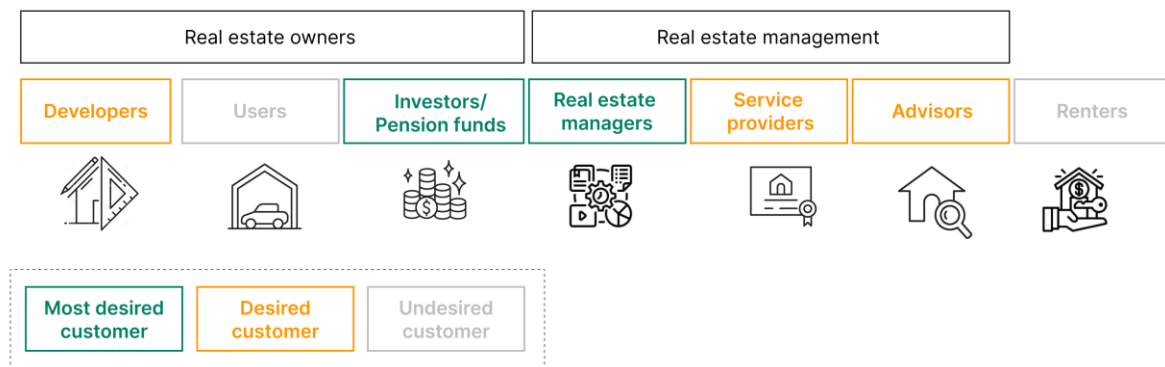 Real estate owners
Real estate management
Developers
Users
Investors/
Pension funds
Real estate
managers
Service
providers
Advisors
Renters
Most desired
customer
Desired
customer
Undesired
customer